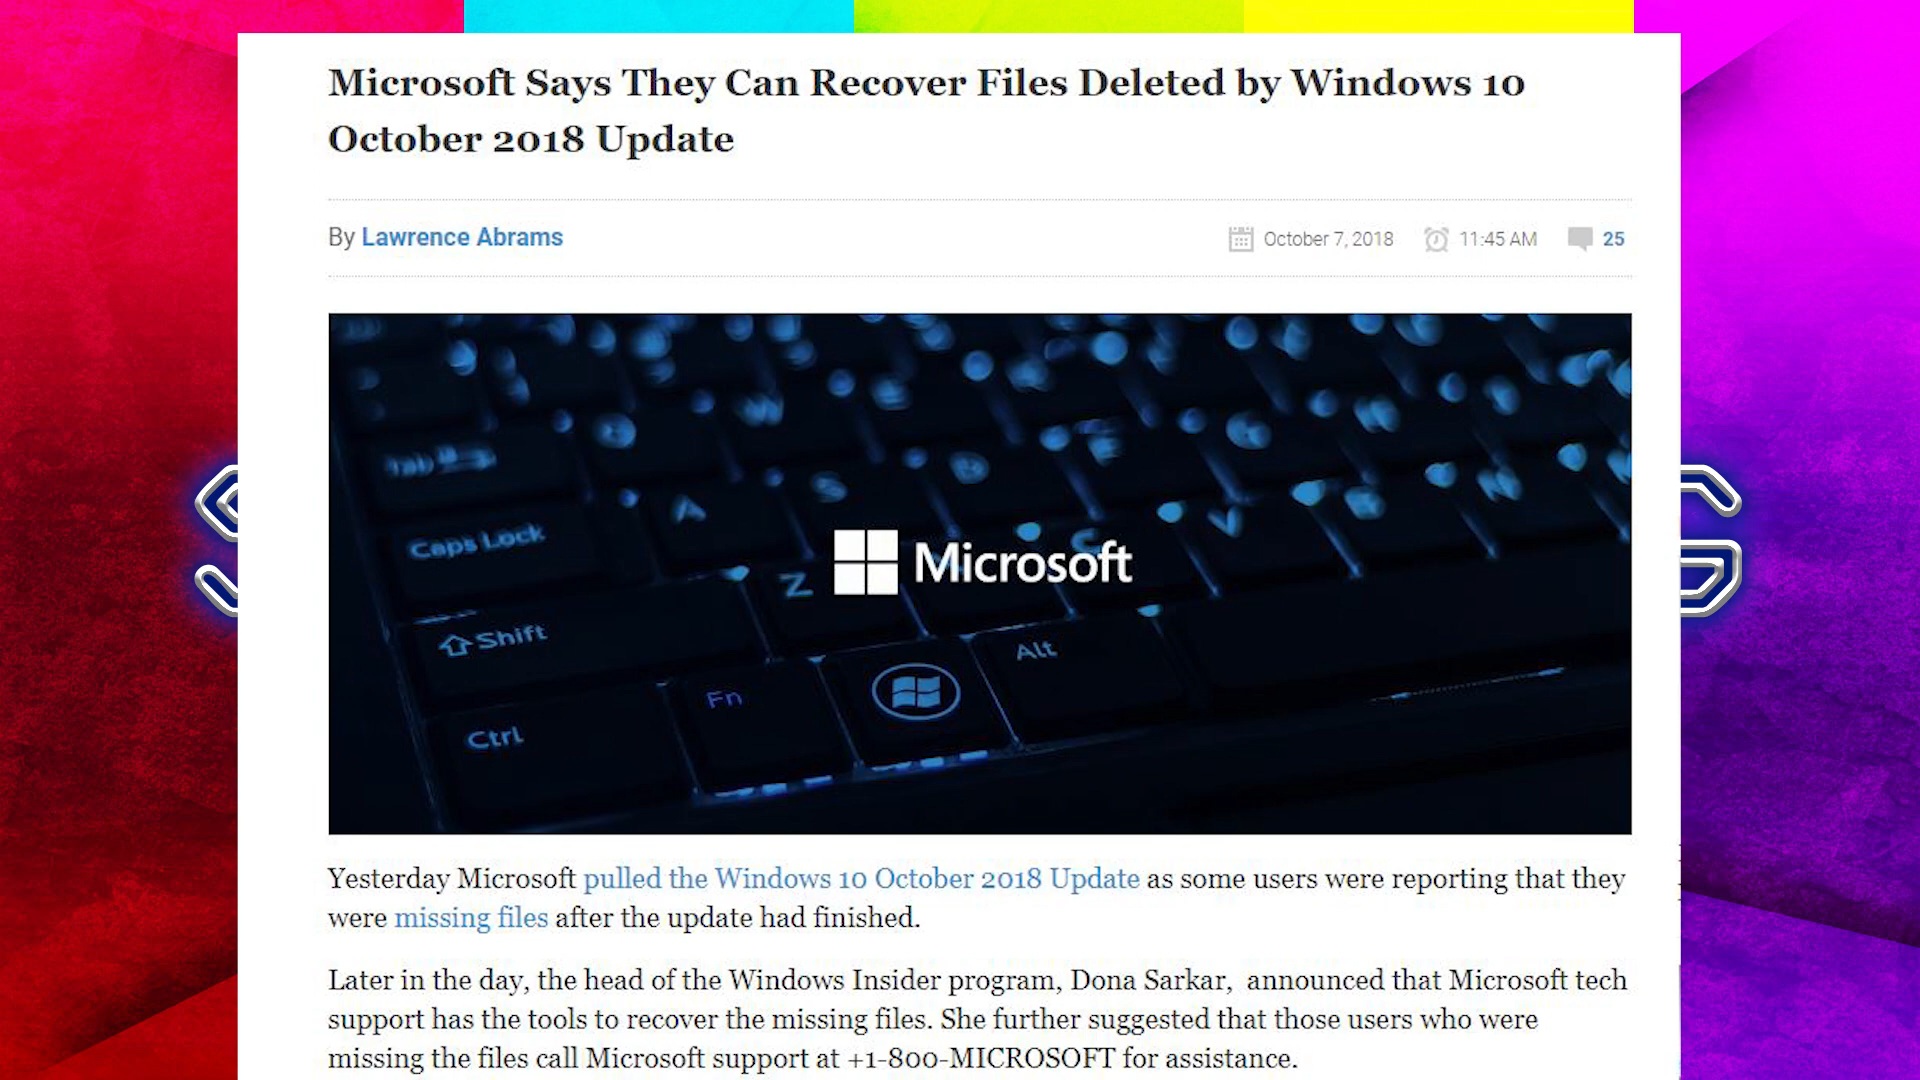 Microsoft Says They Can Recover Files Deleted by Windows 10
October 2018 Update
By Lawrence Abrams
October 7, 2018 11:45 AM 25
Caps Lock
A
S
C
V
Z
Microsoft
Shift
Alt
Fn
Ctrl
Yesterday Microsoft pulled the Windows 10 October 2018 Update as some users were reporting that they
were missing files after the update had finished.
Later in the day, the head of the Windows Insider program, Dona Sarkar, announced that Microsoft tech
support has the tools to recover the missing files. She further suggested that those users who were
missing the files call Microsoft support at +1-800-MICROSOFT for assistance.